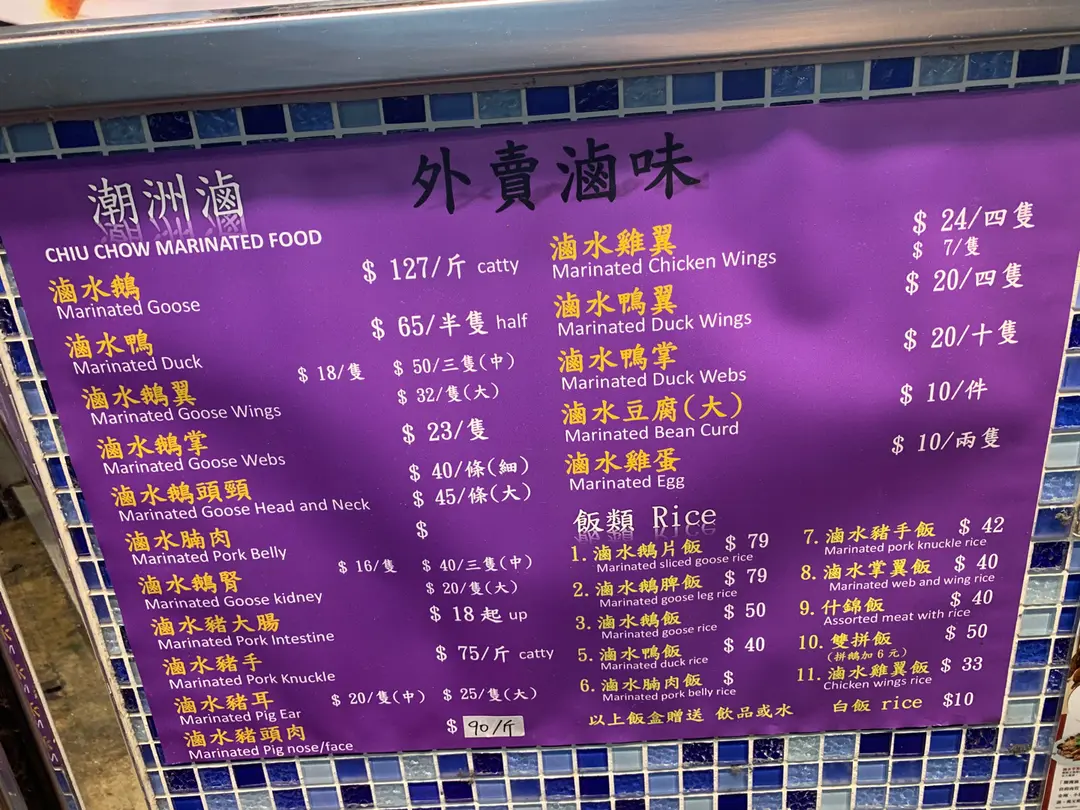 外賣滷味
潮洲滷
CHIU CHOW MARINATED FOOD
滷水鵝 $ 127/斤 catty
Marinated Goose
滷水鴨 $ 65/半隻 half
Marinated Duck
滷水鵝翼 $ 18/隻 $ 50/三隻(中)
Marinated Goose Wings $ 32/隻(大)
滷水鵝掌 $ 23/隻
Marinated Goose Webs
滷水鵝頭頸 $ 40/條(細)
Marinated Goose Head and Neck $ 45/條(大)
滷水腩肉 $
Marinated Pork Belly
滷水鵝腎 $ 16/隻 $ 40/三隻(中)
Marinated Goose kidney $ 20/隻(大)
滷水豬大腸 $ 18 起 up
Marinated Pork Intestine
滷水豬手 $ 75/斤 catty
Marinated Pork Knuckle
滷水豬耳 $ 20/隻(中) $ 25/隻(大)
Marinated Pig Ear
滷水豬頭肉 $ 90/斤
Marinated Pig nose/face
滷水雞翼 $ 24/四隻
Marinated Chicken Wings $ 7/隻
滷水鴨翼 $ 20/四隻
Marinated Duck Wings
滷水鴨掌 $ 20/十隻
Marinated Duck Webs
滷水豆腐(大) $ 10/件
Marinated Bean Curd
滷水雞蛋 $ 10/兩隻
Marinated Egg
飯類 Rice
1. 滷水鵝片飯 $ 79
Marinated sliced goose rice
2. 滷水鵝脾飯 $ 79
Marinated goose leg rice
3. 滷水鵝飯 $ 50
Marinated goose rice
5. 滷水鴨飯 $ 40
Marinated duck rice
6. 滷水腩肉飯 $
Marinated pork belly rice
7. 滷水豬手飯 $ 42
Marinated pork knuckle rice
8. 滷水掌翼飯 $ 40
Marinated web and wing rice
9. 什錦飯 $ 40
Assorted meat with rice
10. 雙拼飯 $ 50
(拼鵝加 6 元)
11. 滷水雞翼飯 $ 33
Chicken wings rice
以上飯盒贈送 飲品或水
白飯 rice $10